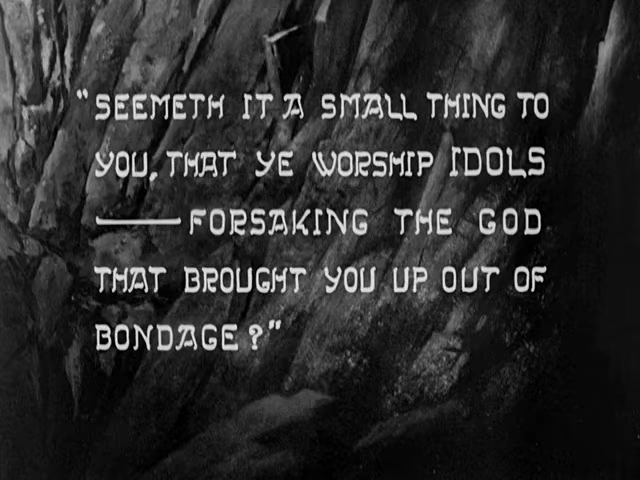 "SEEMETH IT A SMALL THING TO
YOU, THAT YE WORSHIP IDOLS
—FORSAKING THE GOD
THAT BROUGHT YOU UP OUT OF
BONDAGE?"